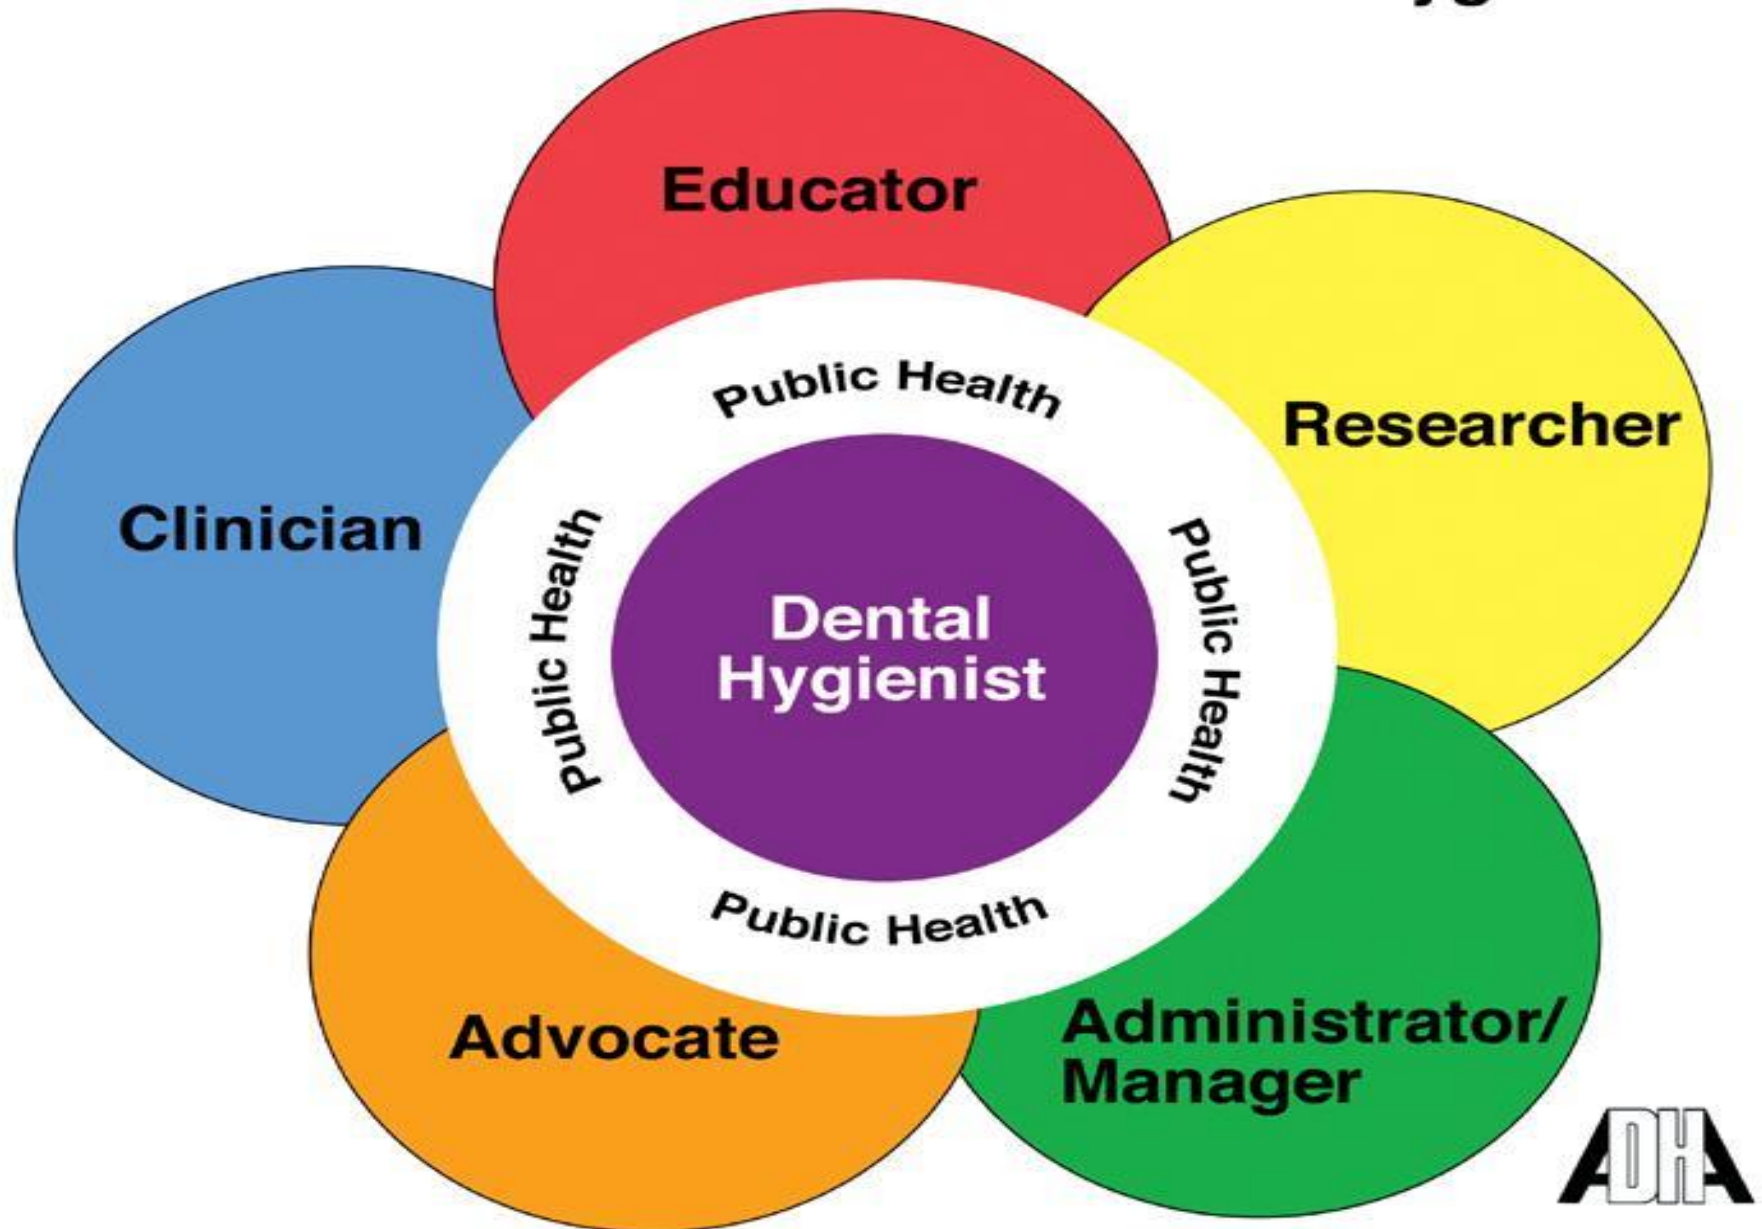 Educator
Researcher
Clinician
Public Health
Public Health
Public Health
Dental
Hygienist
Public Health
Advocate
Administrator/
Manager
ADHA